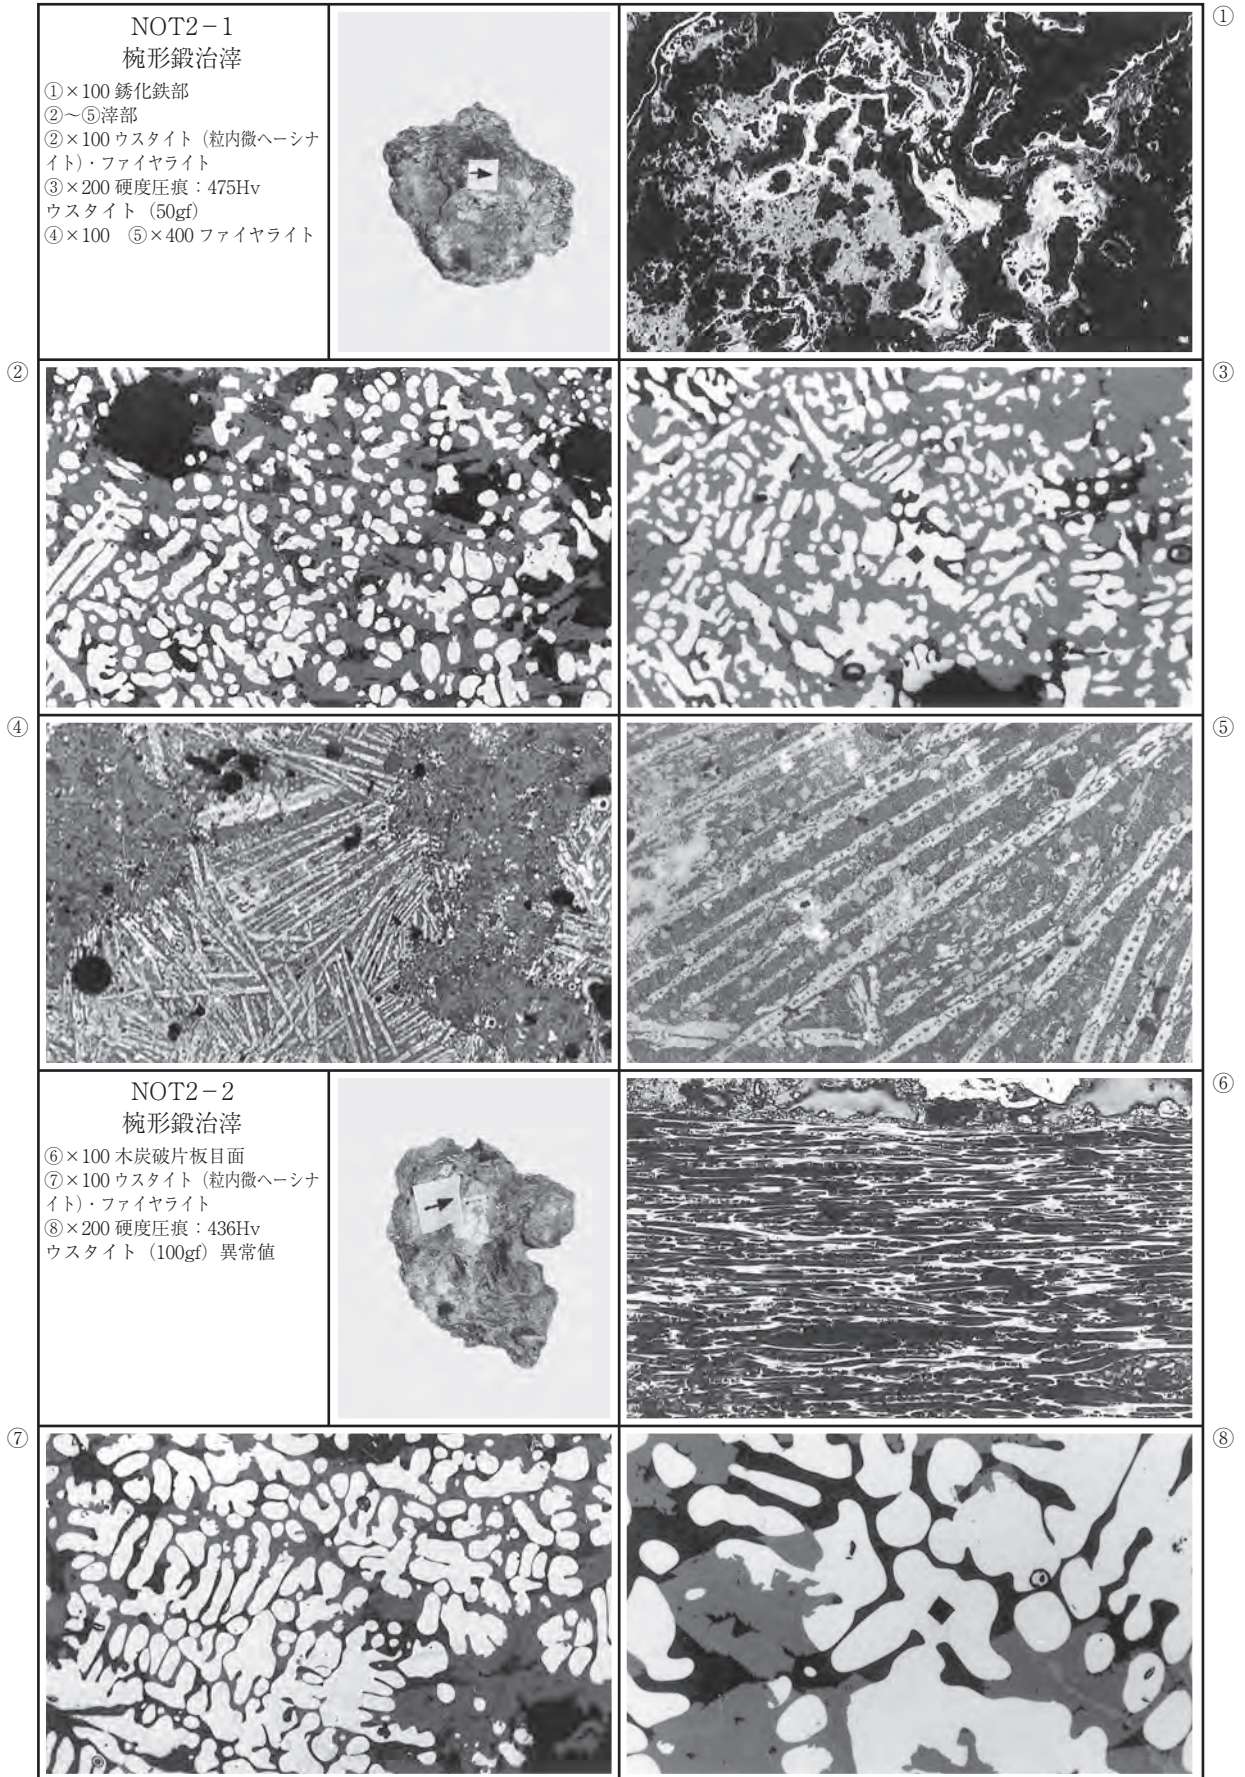 NOT2-1
椀形鍛冶滓
①×100 銹化鉄部
②~⑤滓部
②×100 ウスタイト(粒内微ヘーシナ
イト)・ファイヤライト
③×200 硬度圧痕:475Hv
ウスタイト(50gf)
④×100 ⑤×400 ファイヤライト
①
②
③
④
⑤
NOT2-2
椀形鍛冶滓
⑥×100 木炭破片板目面
⑦×100 ウスタイト(粒内微ヘーシナ
イト)・ファイヤライト
⑧×200 硬度圧痕:436Hv
ウスタイト(100gf)異常値
⑥
⑦
⑧